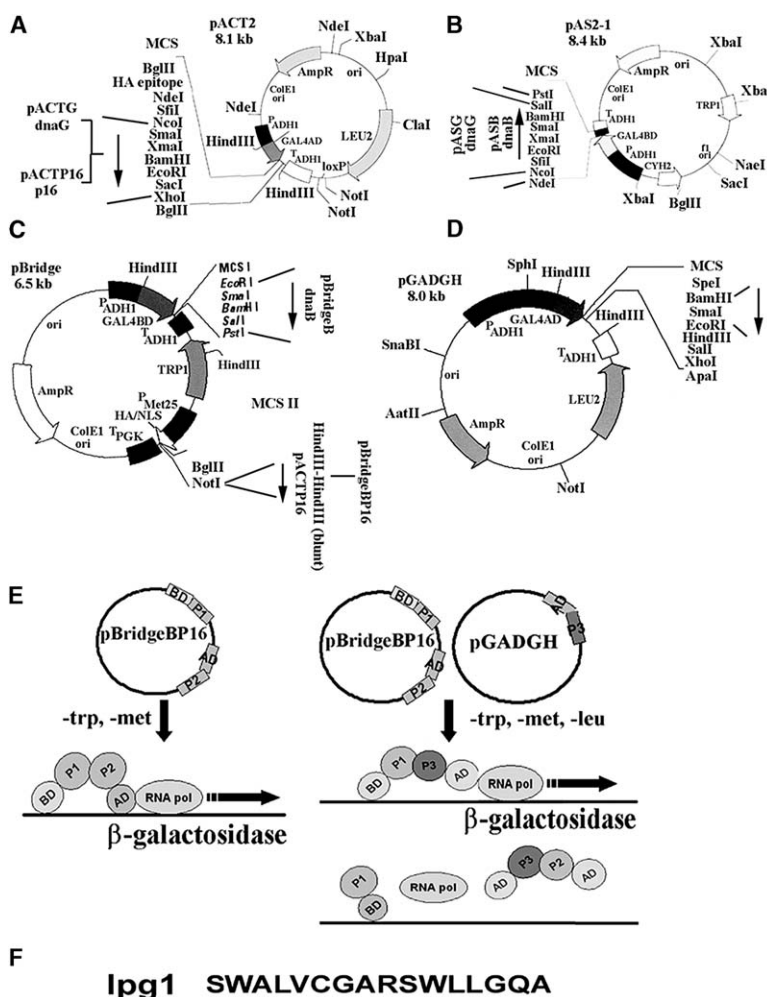 A
pACT2
8.1 kb
NdeI
XbaI
HpaI
ClaI
NotI
NotI
HindIII
HindIII
NdeI
AmpR
ori
ColE1
ori
LEU2
loxP
PADH1
GAL4AD
TADH1
MCS
BglII
HA epitope
NdeI
SfiI
NcoI
SmaI
XmaI
BamHI
EcoRI
SacI
XhoI
BglII
pACTG
dnaG
pACTP16
p16
B
pAS2-1
8.4 kb
XbaI
Xba
TRP1
NaeI
SacI
BglII
XbaI
AmpR
ori
ColE1
ori
f1
ori
CYH2
TADH1
GAL4BD
PADH1
MCS
PstI
SalI
BamHI
SmaI
XmaI
EcoRI
SfiI
NcoI
NdeI
pASG
dnaG
pASB
dnaB
C
pBridge
6.5 kb
HindIII
PADH1
GAL4BD
TADH1
ori
AmpR
ColE1
ori
TRP1
HindIII
PMet25
HA/NLS
TPGK
MCS I
EcoRI
SmaI
BamHI
SalI
PstI
pBridgeB
dnaB
MCS II
BglII
NotI
HindIII-HindIII (blunt)
pACTP16
pBridgeBP16
D
pGADGH
8.0 kb
SphI
HindIII
PADH1
GAL4AD
SnaBI
ori
AatII
AmpR
ColE1
ori
NotI
LEU2
TADH1
HindIII
MCS
SpeI
BamHI
SmaI
EcoRI
HindIII
SalI
XhoI
ApaI
E
BD P1
pBridgeBP16
AD
P2
-trp, -met
BD P1 P2 AD RNA pol
β-galactosidase
BD P1
pBridgeBP16
AD
P2
pGADGH
AD
P3
-trp, -met, -leu
BD P1 P3 AD RNA pol
β-galactosidase
P1 BD RNA pol AD P3 P2 AD
F
lpg1 SWALVCGARSWLLGQA